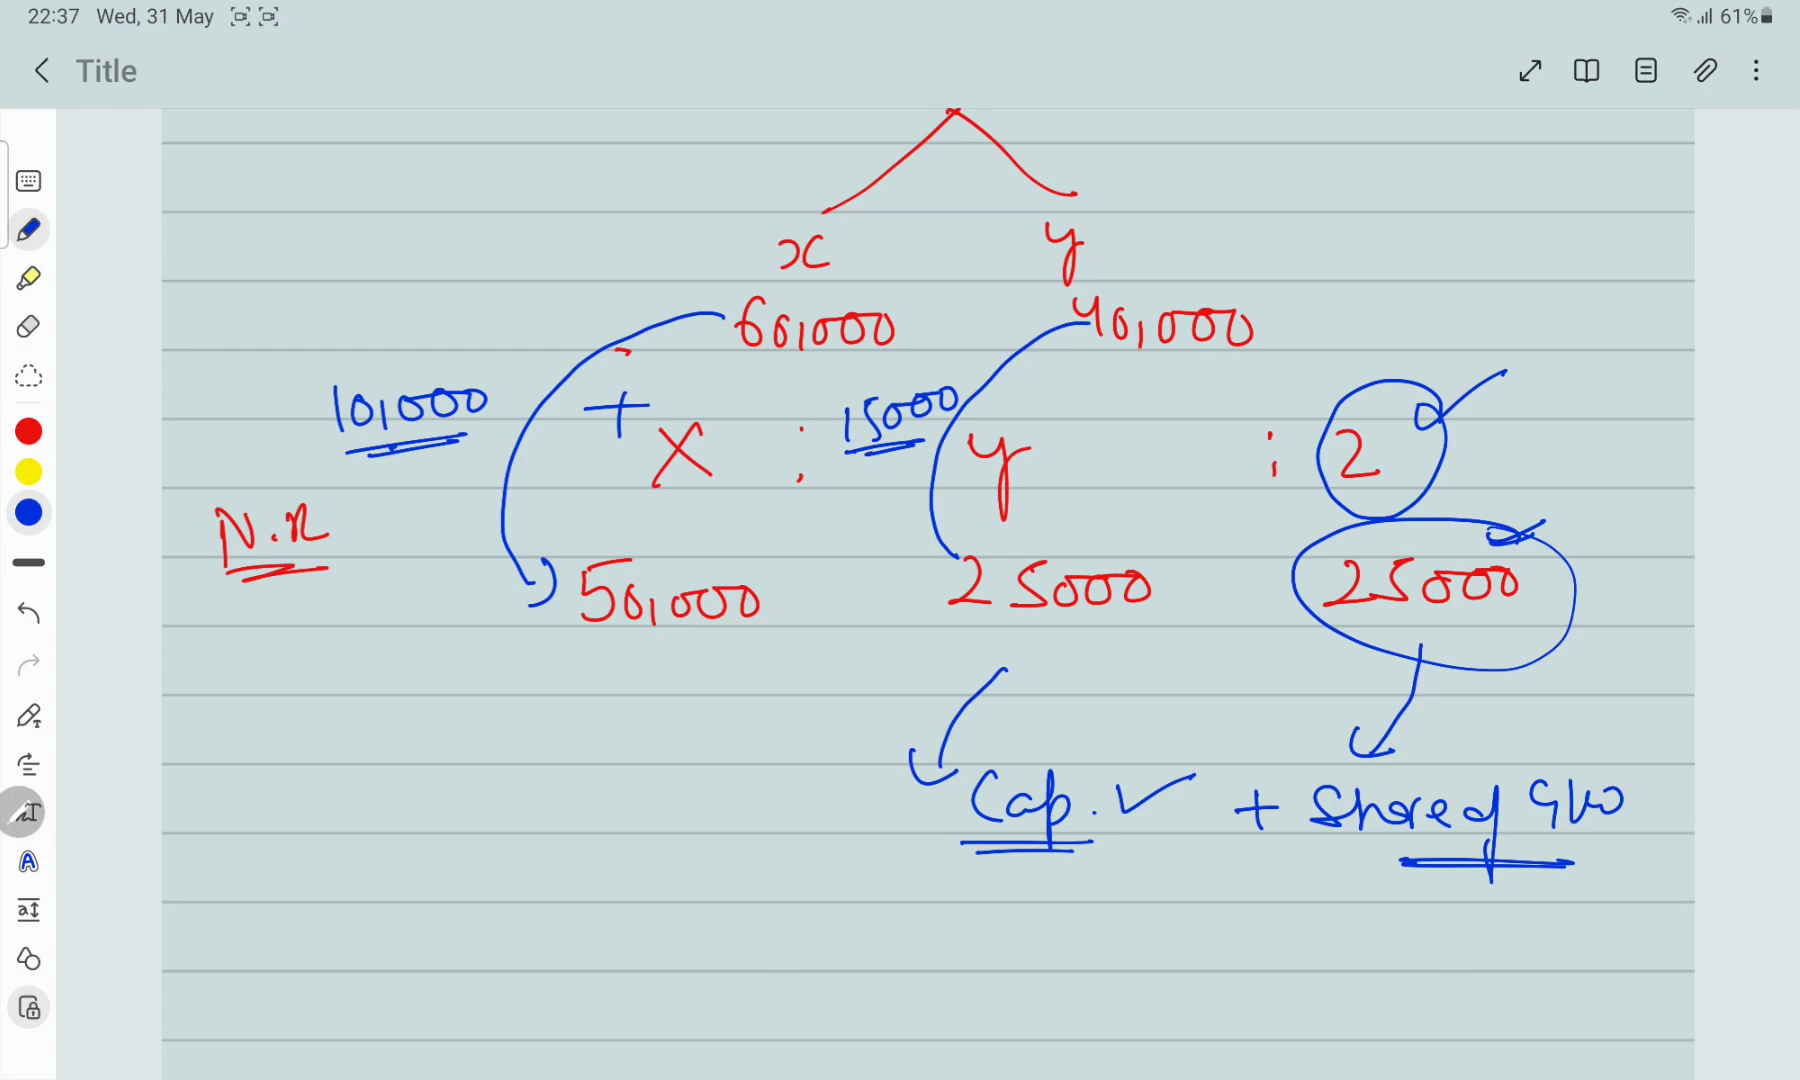 22:37 Wed, 31 May 61%
Title
x y
60,000 40,000
10,000 + X : 15000 y : 2
N.R
50,000 25000 25000
Cap. ✓ + Share of G/w